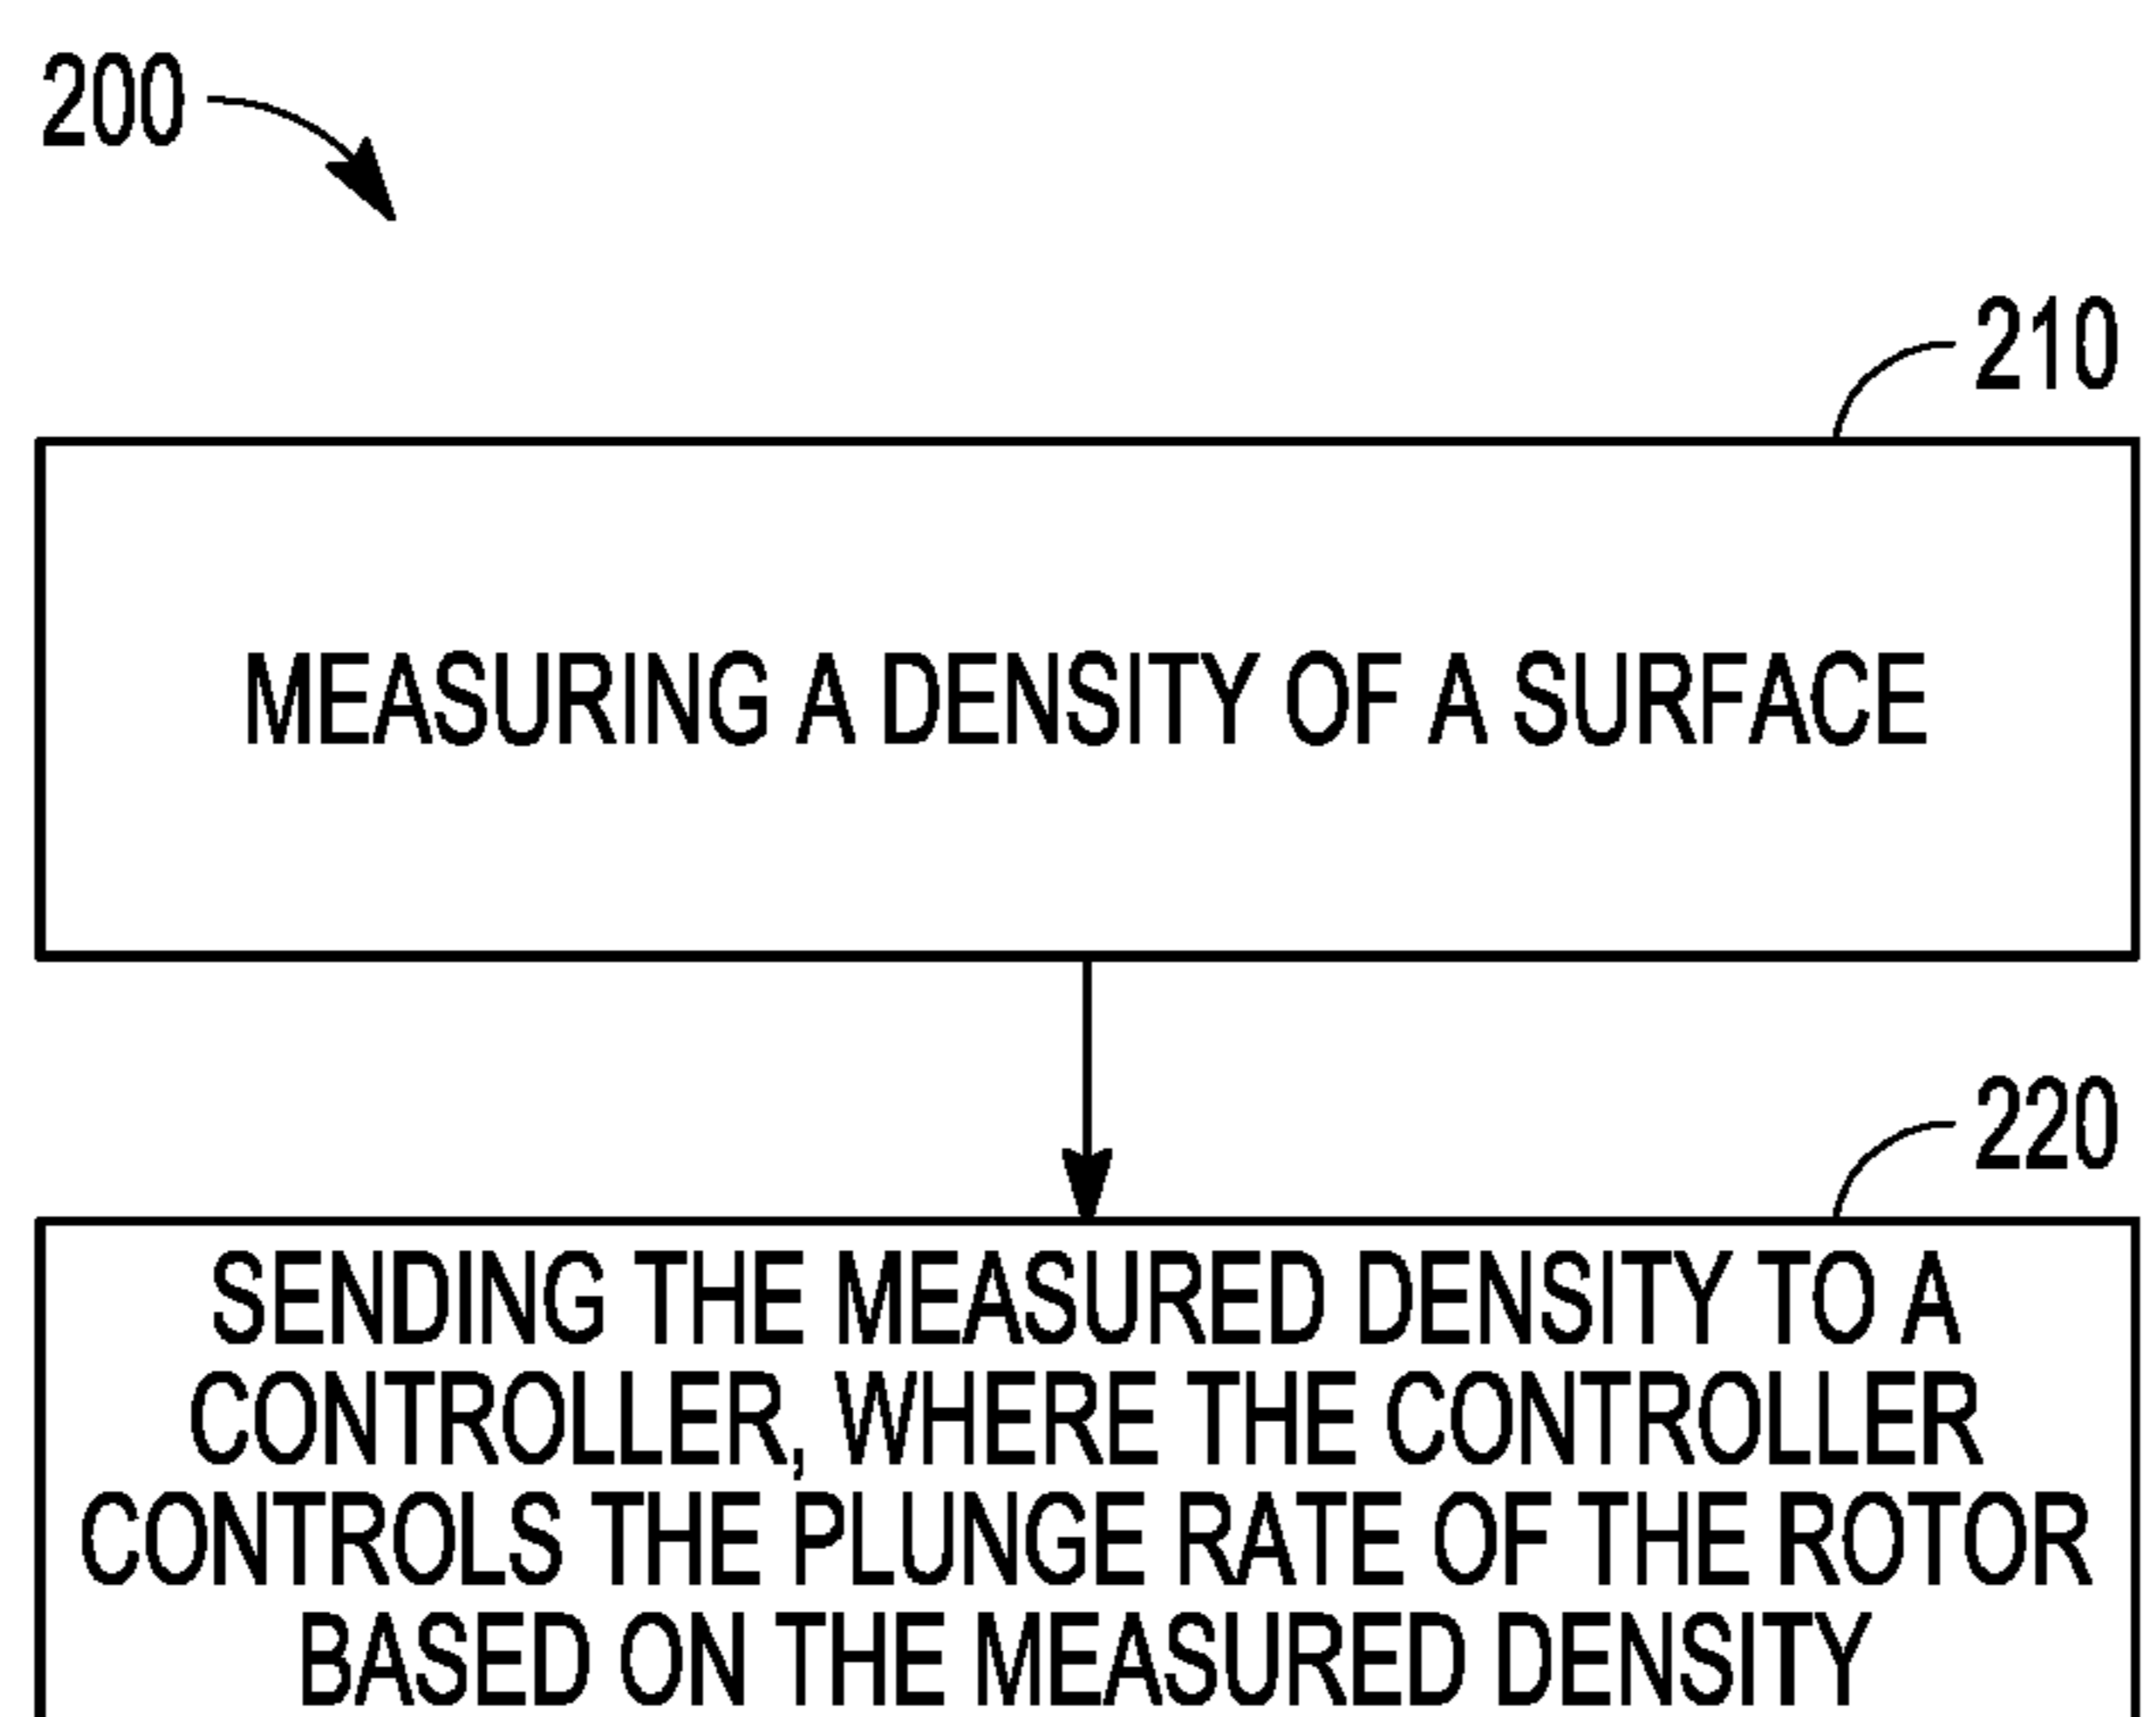 200
210
MEASURING A DENSITY OF A SURFACE
220
SENDING THE MEASURED DENSITY TO A
CONTROLLER, WHERE THE CONTROLLER
CONTROLS THE PLUNGE RATE OF THE ROTOR
BASED ON THE MEASURED DENSITY